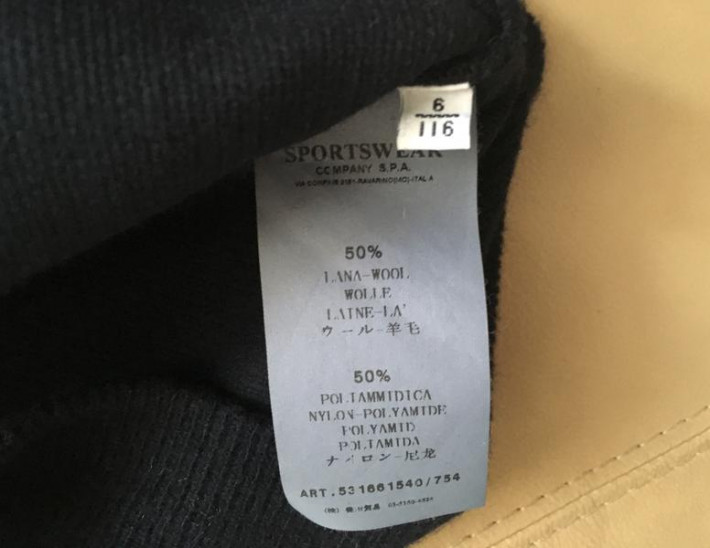 6
116
SPORTSWEAR
COMPANY S.P.A.
50%
LANA-WOOL
WOLLE
LAINE-LA'
ウール-羊毛
50%
POLIAMMIDICA
NYLON-POLYAMIDE
POLYAMID
POLIAMIDA
ナイロン-尼龙
ART.531661540/754